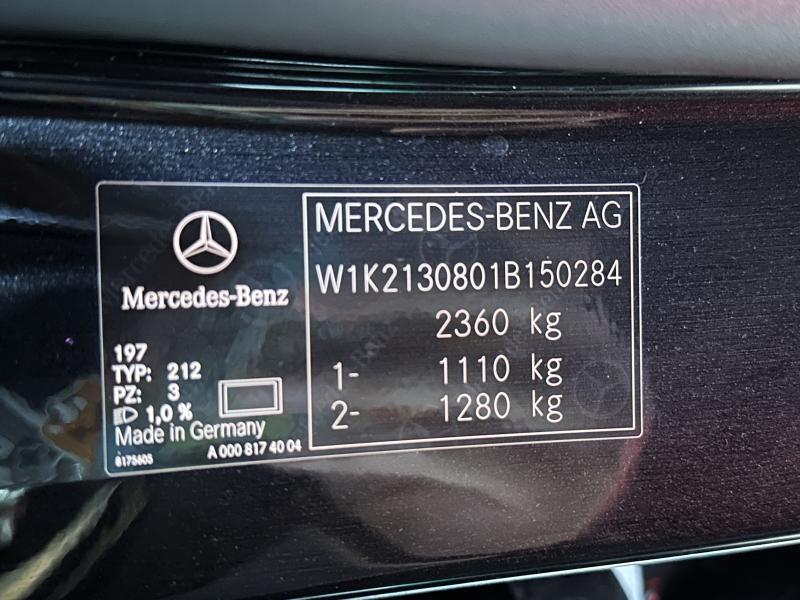 Mercedes-Benz
197
TYP: 212
PZ: 3
1,0 %
Made in Germany
8175605
A 000 817 40 04
MERCEDES-BENZ AG
W1K2130801B150284
2360 kg
1- 1110 kg
2- 1280 kg